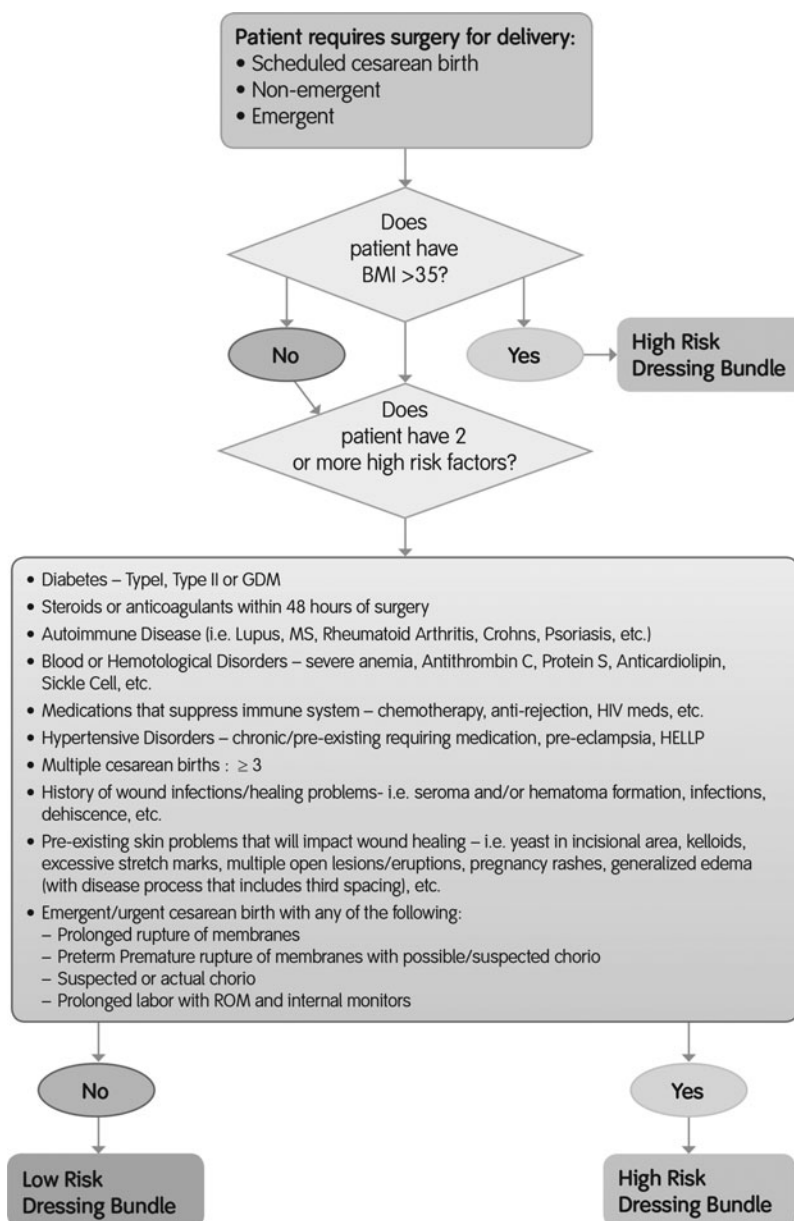 Patient requires surgery for delivery:
• Scheduled cesarean birth
• Non-emergent
• Emergent
Does
patient have
BMI >35?
No
Yes
High Risk
Dressing Bundle
Does
patient have 2
or more high risk factors?
• Diabetes – TypeI, Type II or GDM
• Steroids or anticoagulants within 48 hours of surgery
• Autoimmune Disease (i.e. Lupus, MS, Rheumatoid Arthritis, Crohns, Psoriasis, etc.)
• Blood or Hemotological Disorders – severe anemia, Antithrombin C, Protein S, Anticardiolipin,
Sickle Cell, etc.
• Medications that suppress immune system – chemotherapy, anti-rejection, HIV meds, etc.
• Hypertensive Disorders – chronic/pre-existing requiring medication, pre-eclampsia, HELLP
• Multiple cesarean births : ≥ 3
• History of wound infections/healing problems- i.e. seroma and/or hematoma formation, infections,
dehiscence, etc.
• Pre-existing skin problems that will impact wound healing – i.e. yeast in incisional area, kelloids,
excessive stretch marks, multiple open lesions/eruptions, pregnancy rashes, generalized edema
(with disease process that includes third spacing), etc.
• Emergent/urgent cesarean birth with any of the following:
– Prolonged rupture of membranes
– Preterm Premature rupture of membranes with possible/suspected chorio
– Suspected or actual chorio
– Prolonged labor with ROM and internal monitors
No
Yes
Low Risk
Dressing Bundle
High Risk
Dressing Bundle